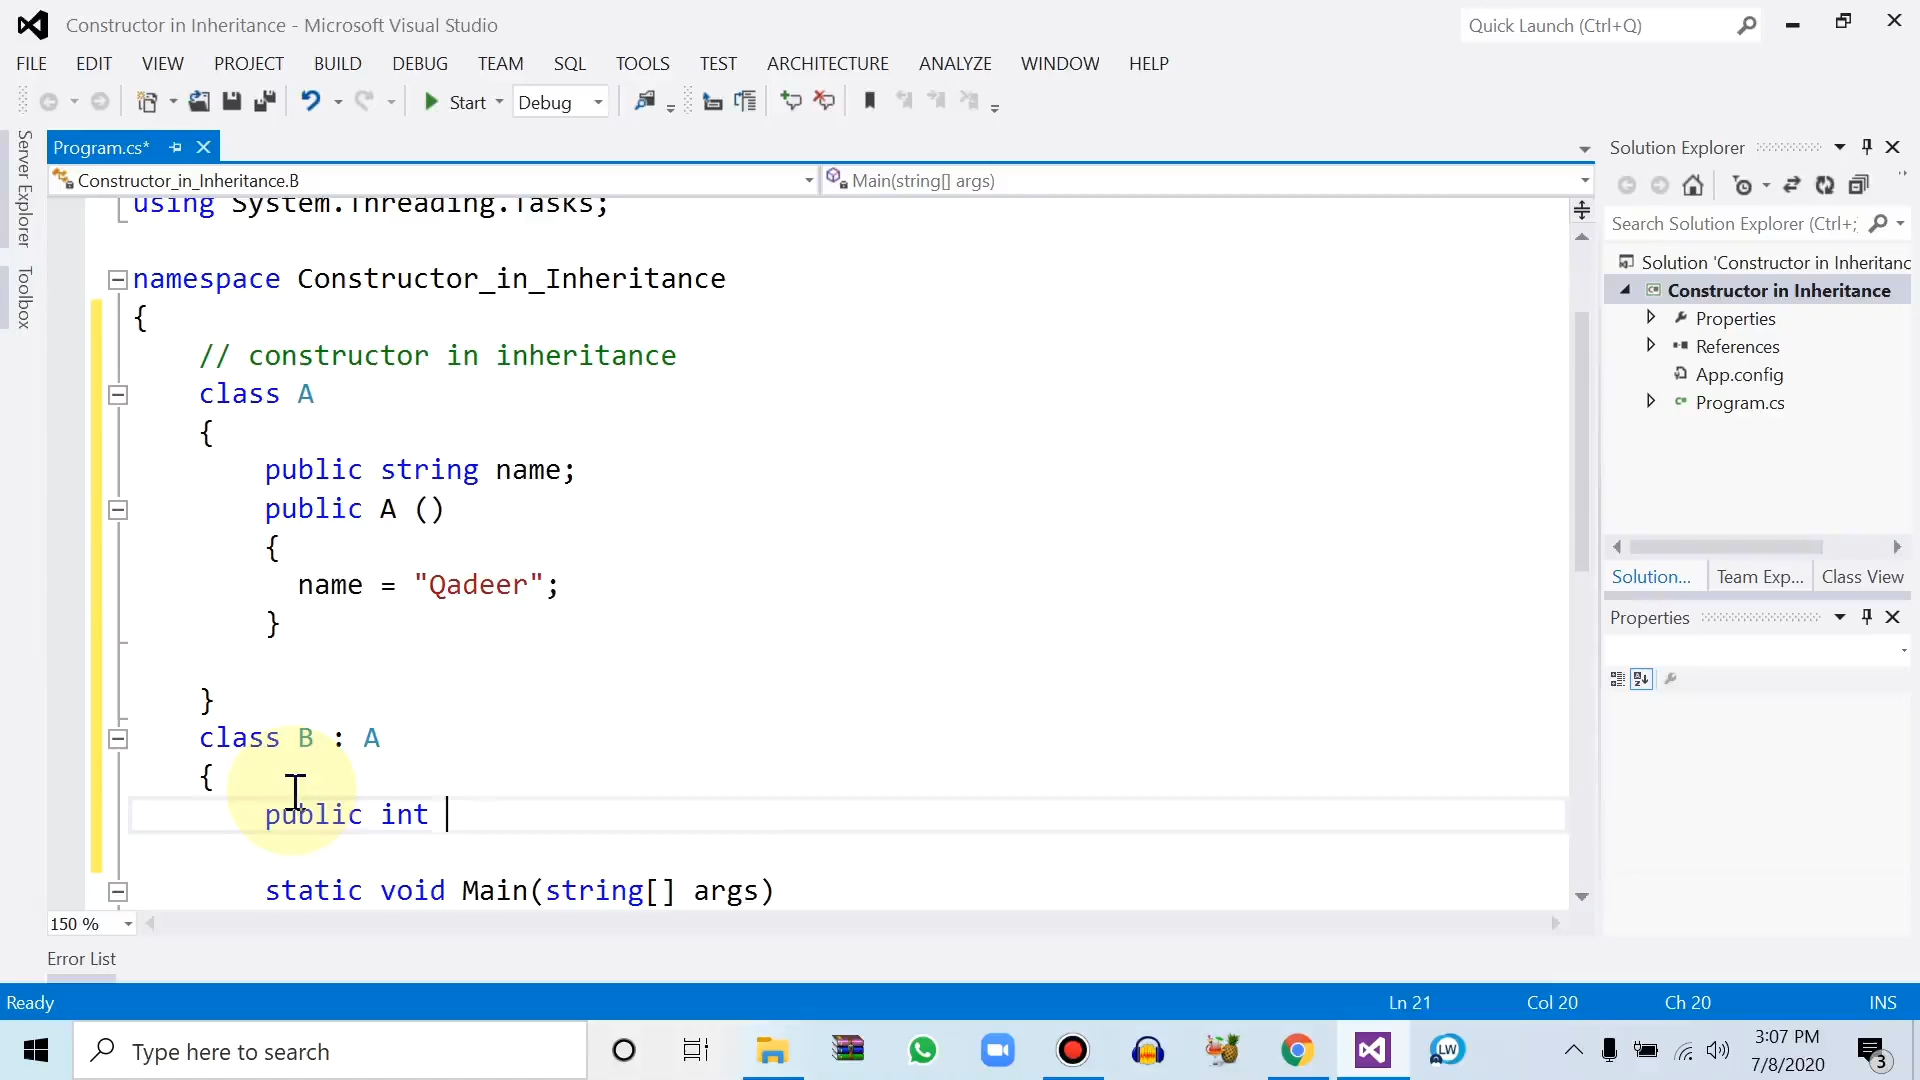 Constructor in Inheritance - Microsoft Visual Studio
Quick Launch (Ctrl+Q)
FILE EDIT VIEW PROJECT BUILD DEBUG TEAM SQL TOOLS TEST ARCHITECTURE ANALYZE WINDOW HELP
Start Debug
Server Explorer
Toolbox
Program.cs*
Constructor_in_Inheritance.B
Main(string[] args)
using System.Threading.Tasks;
namespace Constructor_in_Inheritance
{
// constructor in inheritance
class A
{
public string name;
public A ()
{
name = "Qadeer";
}
}
class B : A
{
public int
static void Main(string[] args)
150 %
Error List
Solution Explorer
Search Solution Explorer (Ctrl+;
Solution 'Constructor in Inheritanc
Constructor in Inheritance
Properties
References
App.config
Program.cs
Solution... Team Exp... Class View
Properties
Ready
Ln 21 Col 20 Ch 20 INS
Type here to search
LW
3:07 PM
7/8/2020
3